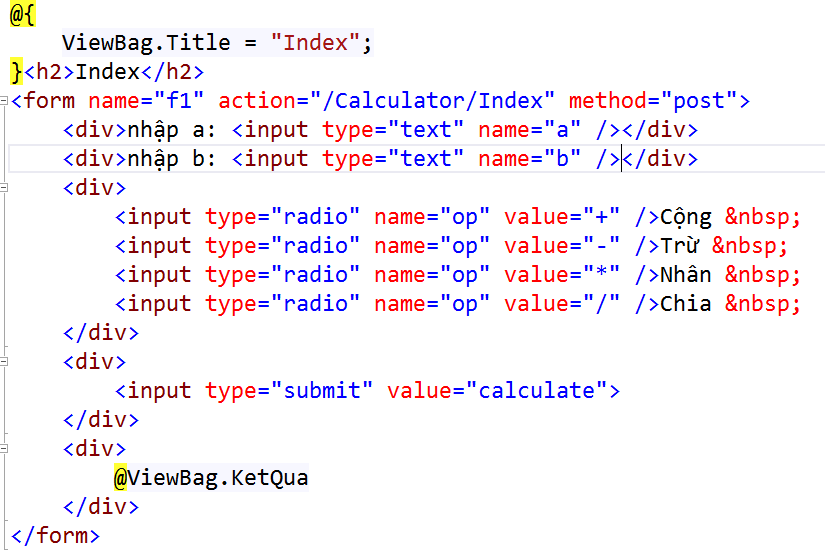 @{
    ViewBag.Title = "Index";
}<h2>Index</h2>
<form name="f1" action="/Calculator/Index" method="post">
    <div>nhập a: <input type="text" name="a" /></div>
    <div>nhập b: <input type="text" name="b" /></div>
    <div>
        <input type="radio" name="op" value="+" />Cộng &nbsp;
        <input type="radio" name="op" value="-" />Trừ &nbsp;
        <input type="radio" name="op" value="*" />Nhân &nbsp;
        <input type="radio" name="op" value="/" />Chia &nbsp;
    </div>
    <div>
        <input type="submit" value="calculate">
    </div>
    <div>
        @ViewBag.KetQua
    </div>
</form>